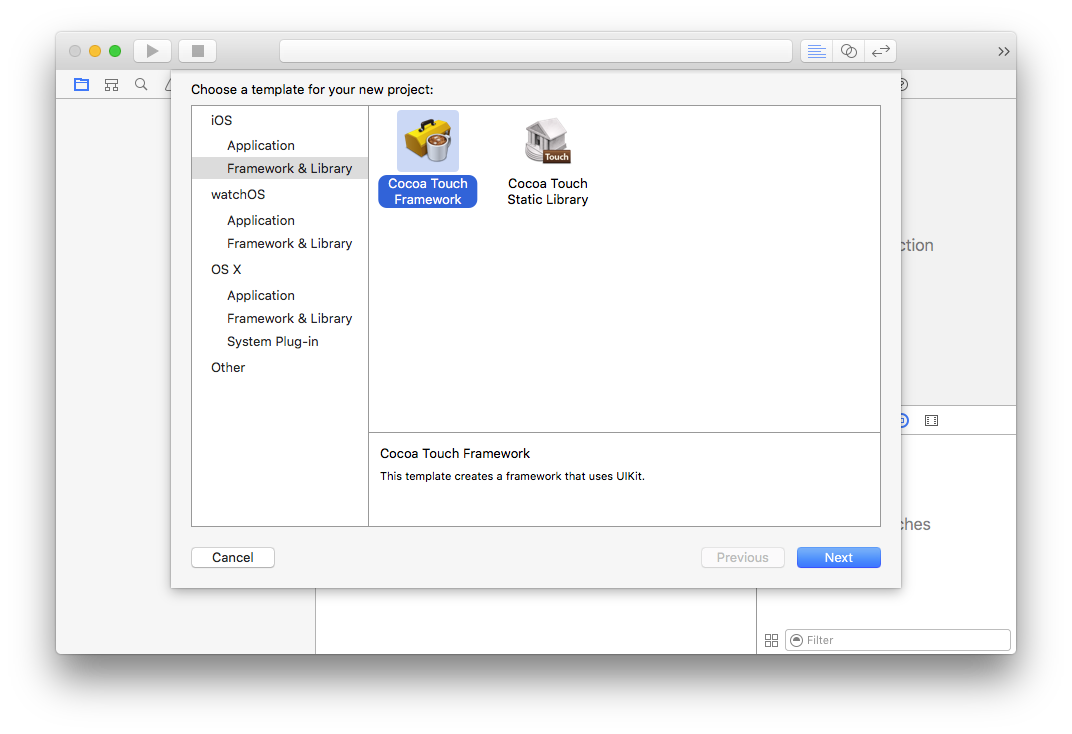 Choose a template for your new project:
iOS
Application
Framework & Library
watchOS
Application
Framework & Library
OS X
Application
Framework & Library
System Plug-in
Other
Cocoa Touch
Framework
Touch
Cocoa Touch
Static Library
Cocoa Touch Framework
This template creates a framework that uses UIKit.
Cancel
Previous
Next
ction
ches
Filter